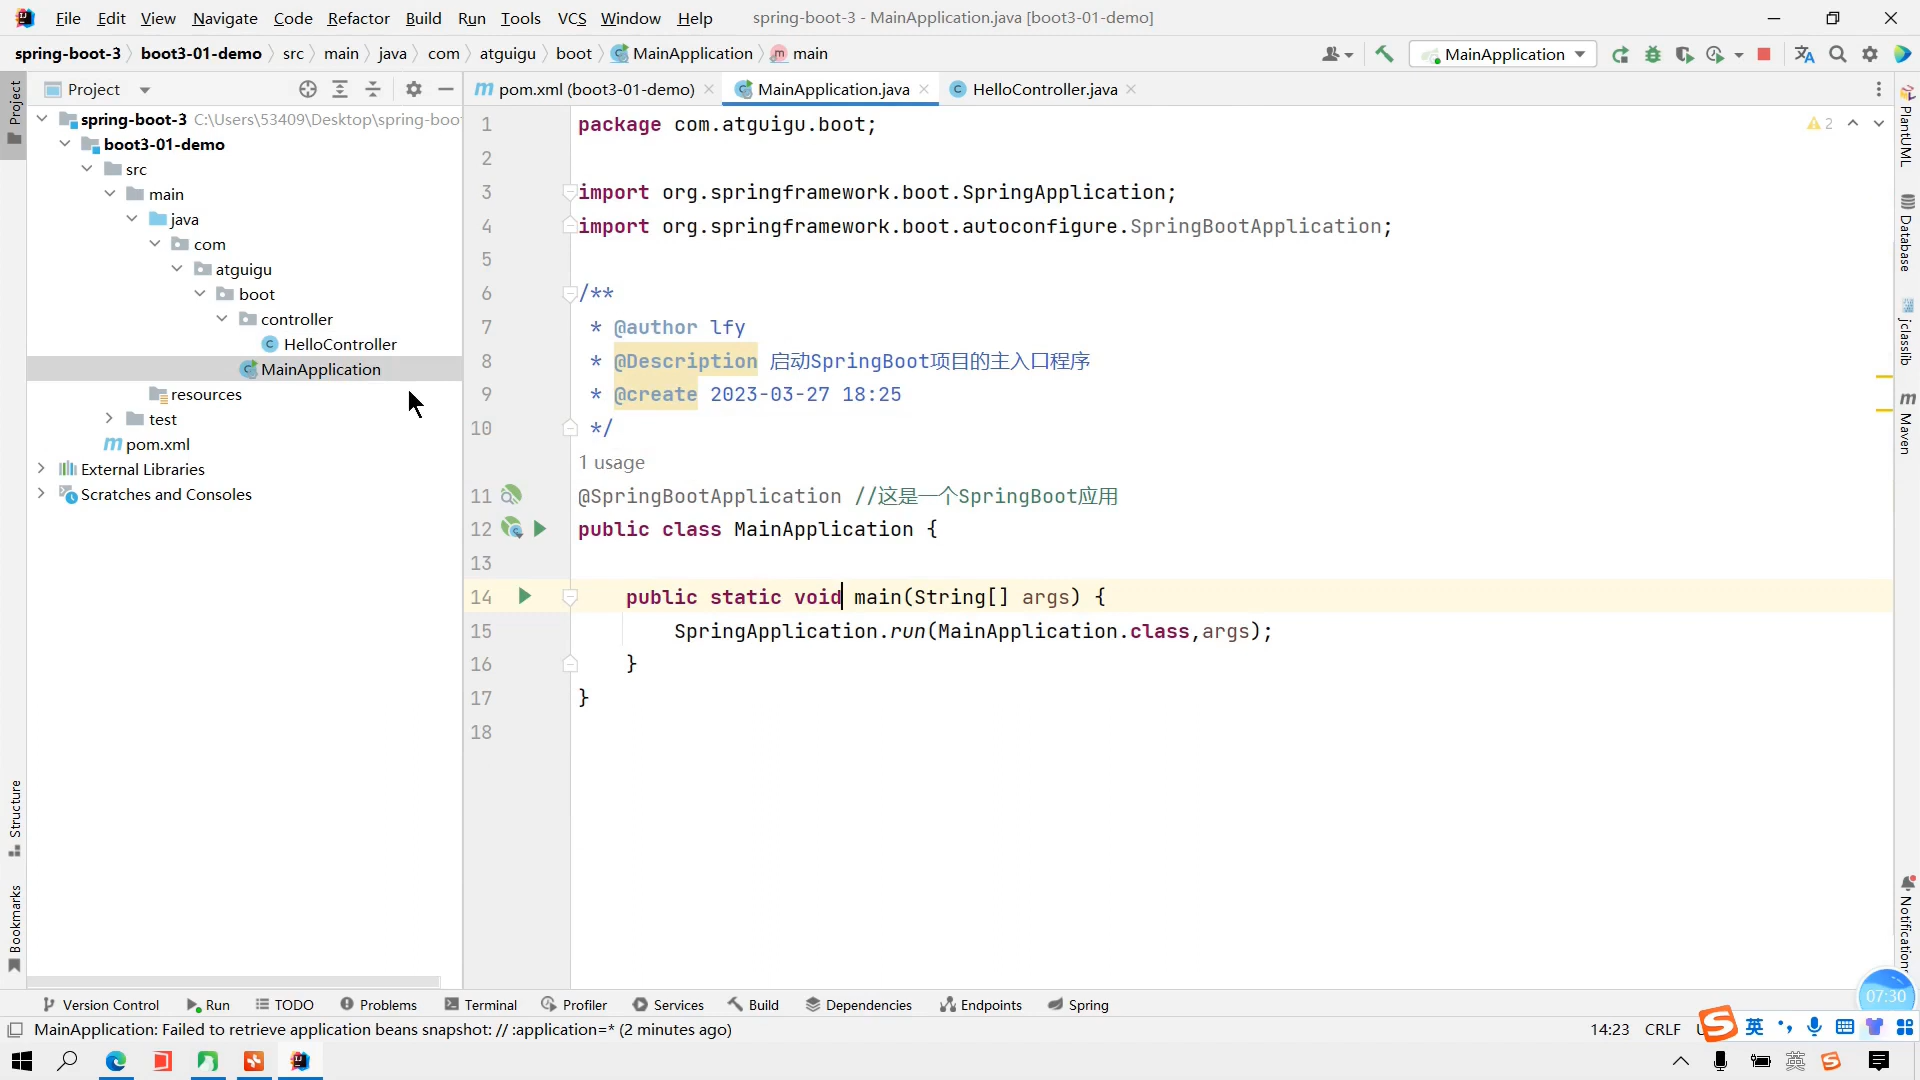 File Edit View Navigate Code Refactor Build Run Tools VCS Window Help spring-boot-3 - MainApplication.java [boot3-01-demo]
spring-boot-3 boot3-01-demo src main java com atguigu boot MainApplication main MainApplication
Project
pom.xml (boot3-01-demo) MainApplication.java HelloController.java
Project
spring-boot-3 C:\Users\53409\Desktop\spring-boo
boot3-01-demo
src
main
java
com
atguigu
boot
controller
HelloController
MainApplication
resources
test
pom.xml
External Libraries
Scratches and Consoles
Structure
Bookmarks
1 package com.atguigu.boot;
2
3 import org.springframework.boot.SpringApplication;
4 import org.springframework.boot.autoconfigure.SpringBootApplication;
5
6 /**
7 * @author lfy
8 * @Description 启动SpringBoot项目的主入口程序
9 * @create 2023-03-27 18:25
10 */
1 usage
11 @SpringBootApplication //这是一个SpringBoot应用
12 public class MainApplication {
13
14 public static void main(String[] args) {
15 SpringApplication.run(MainApplication.class,args);
16 }
17 }
18
2
PlantUML
Database
jclasslib
Maven
Notifications
07:30
Version Control Run TODO Problems Terminal Profiler Services Build Dependencies Endpoints Spring
MainApplication: Failed to retrieve application beans snapshot: // :application=* (2 minutes ago) 14:23 CRLF
英
英